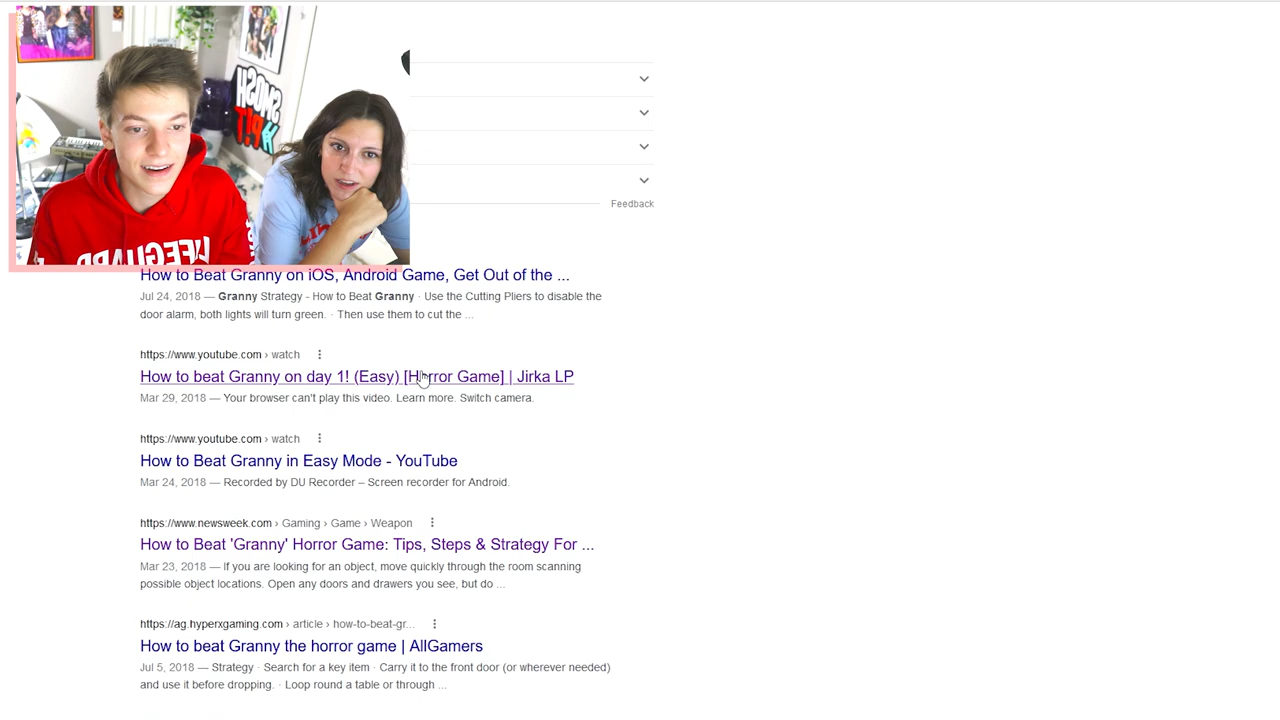 SMOSH
PIT
LIFEGUARD
Feedback
How to Beat Granny on iOS, Android Game, Get Out of the ...
Jul 24, 2018 — Granny Strategy - How to Beat Granny · Use the Cutting Pliers to disable the
door alarm, both lights will turn green. · Then use them to cut the ...
https://www.youtube.com › watch
How to beat Granny on day 1! (Easy) [Horror Game] | Jirka LP
Mar 29, 2018 — Your browser can't play this video. Learn more. Switch camera.
https://www.youtube.com › watch
How to Beat Granny in Easy Mode - YouTube
Mar 24, 2018 — Recorded by DU Recorder – Screen recorder for Android.
https://www.newsweek.com › Gaming › Game › Weapon
How to Beat 'Granny' Horror Game: Tips, Steps & Strategy For ...
Mar 23, 2018 — If you are looking for an object, move quickly through the room scanning
possible object locations. Open any doors and drawers you see, but do ...
https://ag.hyperxgaming.com › article › how-to-beat-gr...
How to beat Granny the horror game | AllGamers
Jul 5, 2018 — Strategy · Search for a key item · Carry it to the front door (or wherever needed)
and use it before dropping. · Loop round a table or through ...